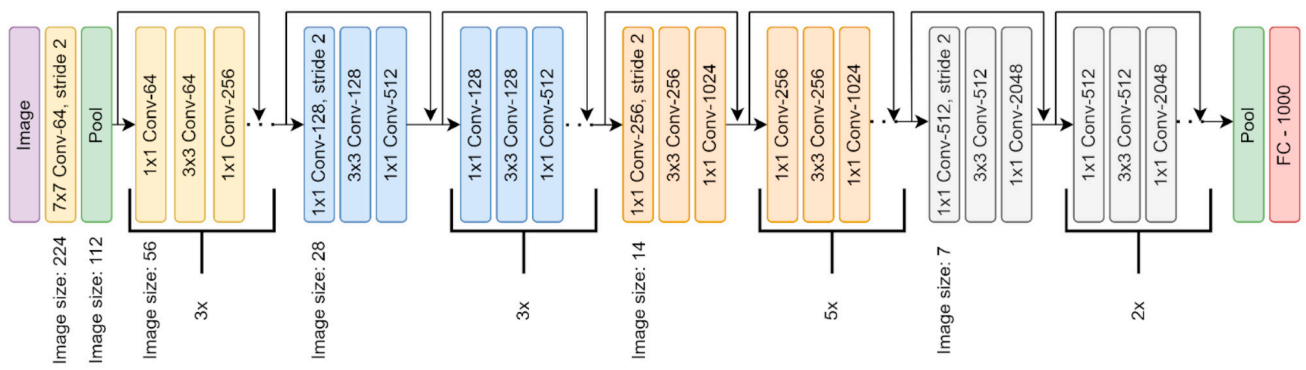 Image
7x7 Conv-64, stride 2
Pool
1x1 Conv-64
3x3 Conv-64
1x1 Conv-256
1x1 Conv-128, stride 2
3x3 Conv-128
1x1 Conv-512
1x1 Conv-128
3x3 Conv-128
1x1 Conv-512
1x1 Conv-256, stride 2
3x3 Conv-256
1x1 Conv-1024
1x1 Conv-256
3x3 Conv-256
1x1 Conv-1024
1x1 Conv-512, stride 2
3x3 Conv-512
1x1 Conv-2048
1x1 Conv-512
3x3 Conv-512
1x1 Conv-2048
Pool
FC - 1000
Image size: 224
Image size: 112
Image size: 56
3x
Image size: 28
3x
Image size: 14
5x
Image size: 7
2x